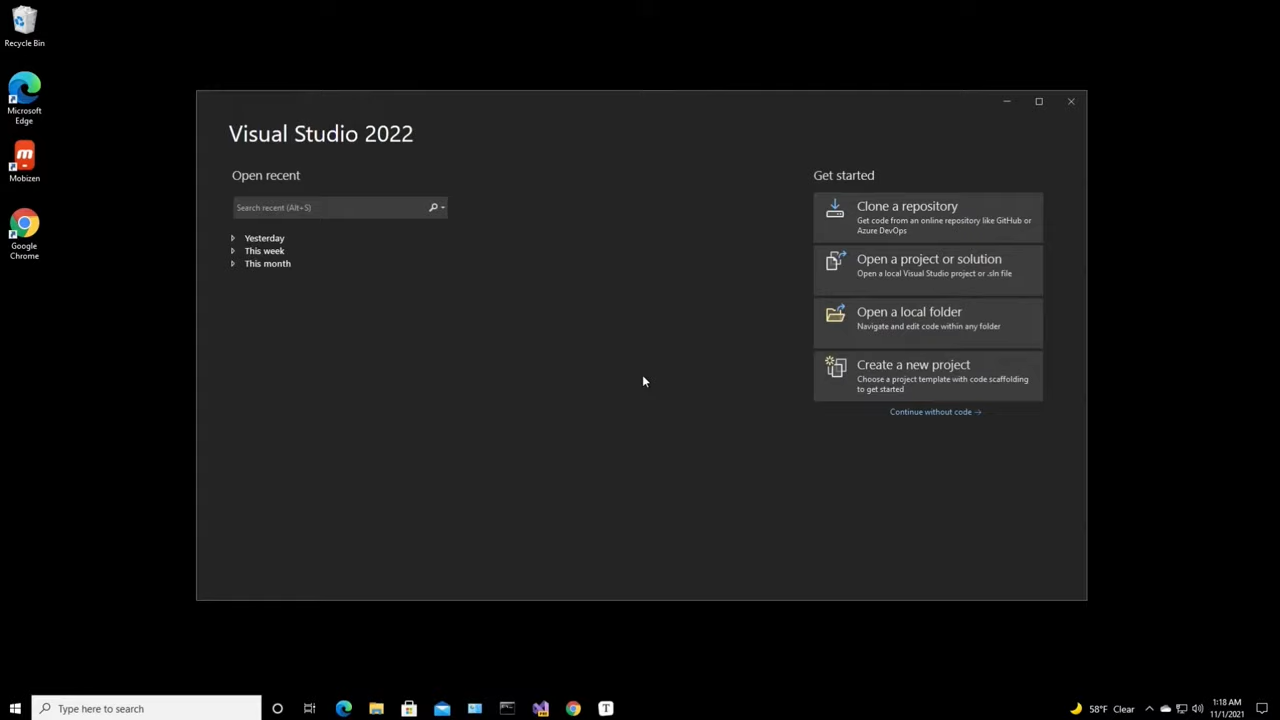 Recycle Bin
Microsoft
Edge
Mobizen
Google
Chrome
Visual Studio 2022
Open recent
Search recent (Alt+S)
Yesterday
This week
This month
Get started
Clone a repository
Get code from an online repository like GitHub or
Azure DevOps
Open a project or solution
Open a local Visual Studio project or .sln file
Open a local folder
Navigate and edit code within any folder
Create a new project
Choose a project template with code scaffolding
to get started
Continue without code →
Type here to search
T
58°F Clear
1:18 AM
11/1/2021